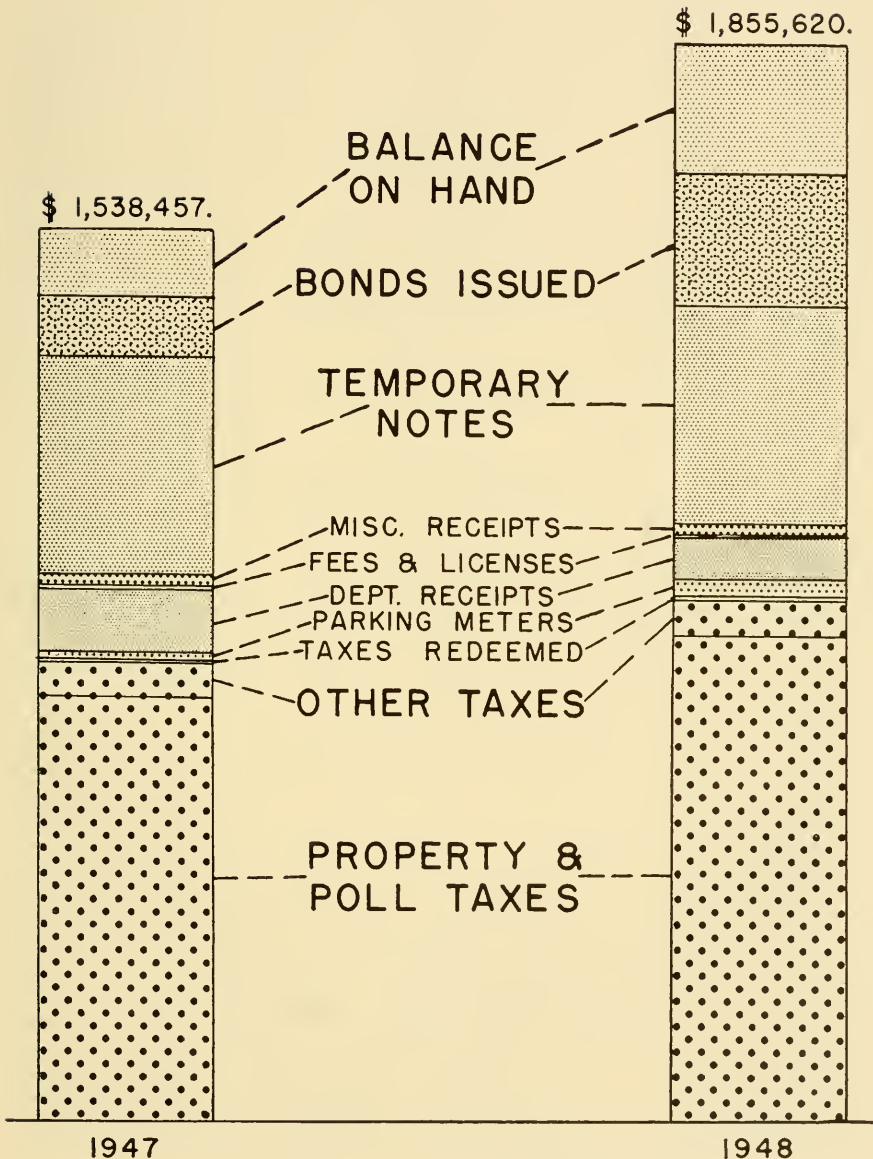 $ 1,855,620.
BALANCE
ON HAND
$ 1,538,457.
BONDS ISSUED
TEMPORARY
NOTES
MISC. RECEIPTS
FEES & LICENSES
DEPT. RECEIPTS
PARKING METERS
TAXES REDEEMED
OTHER TAXES
PROPERTY &
POLL TAXES
1947
1948